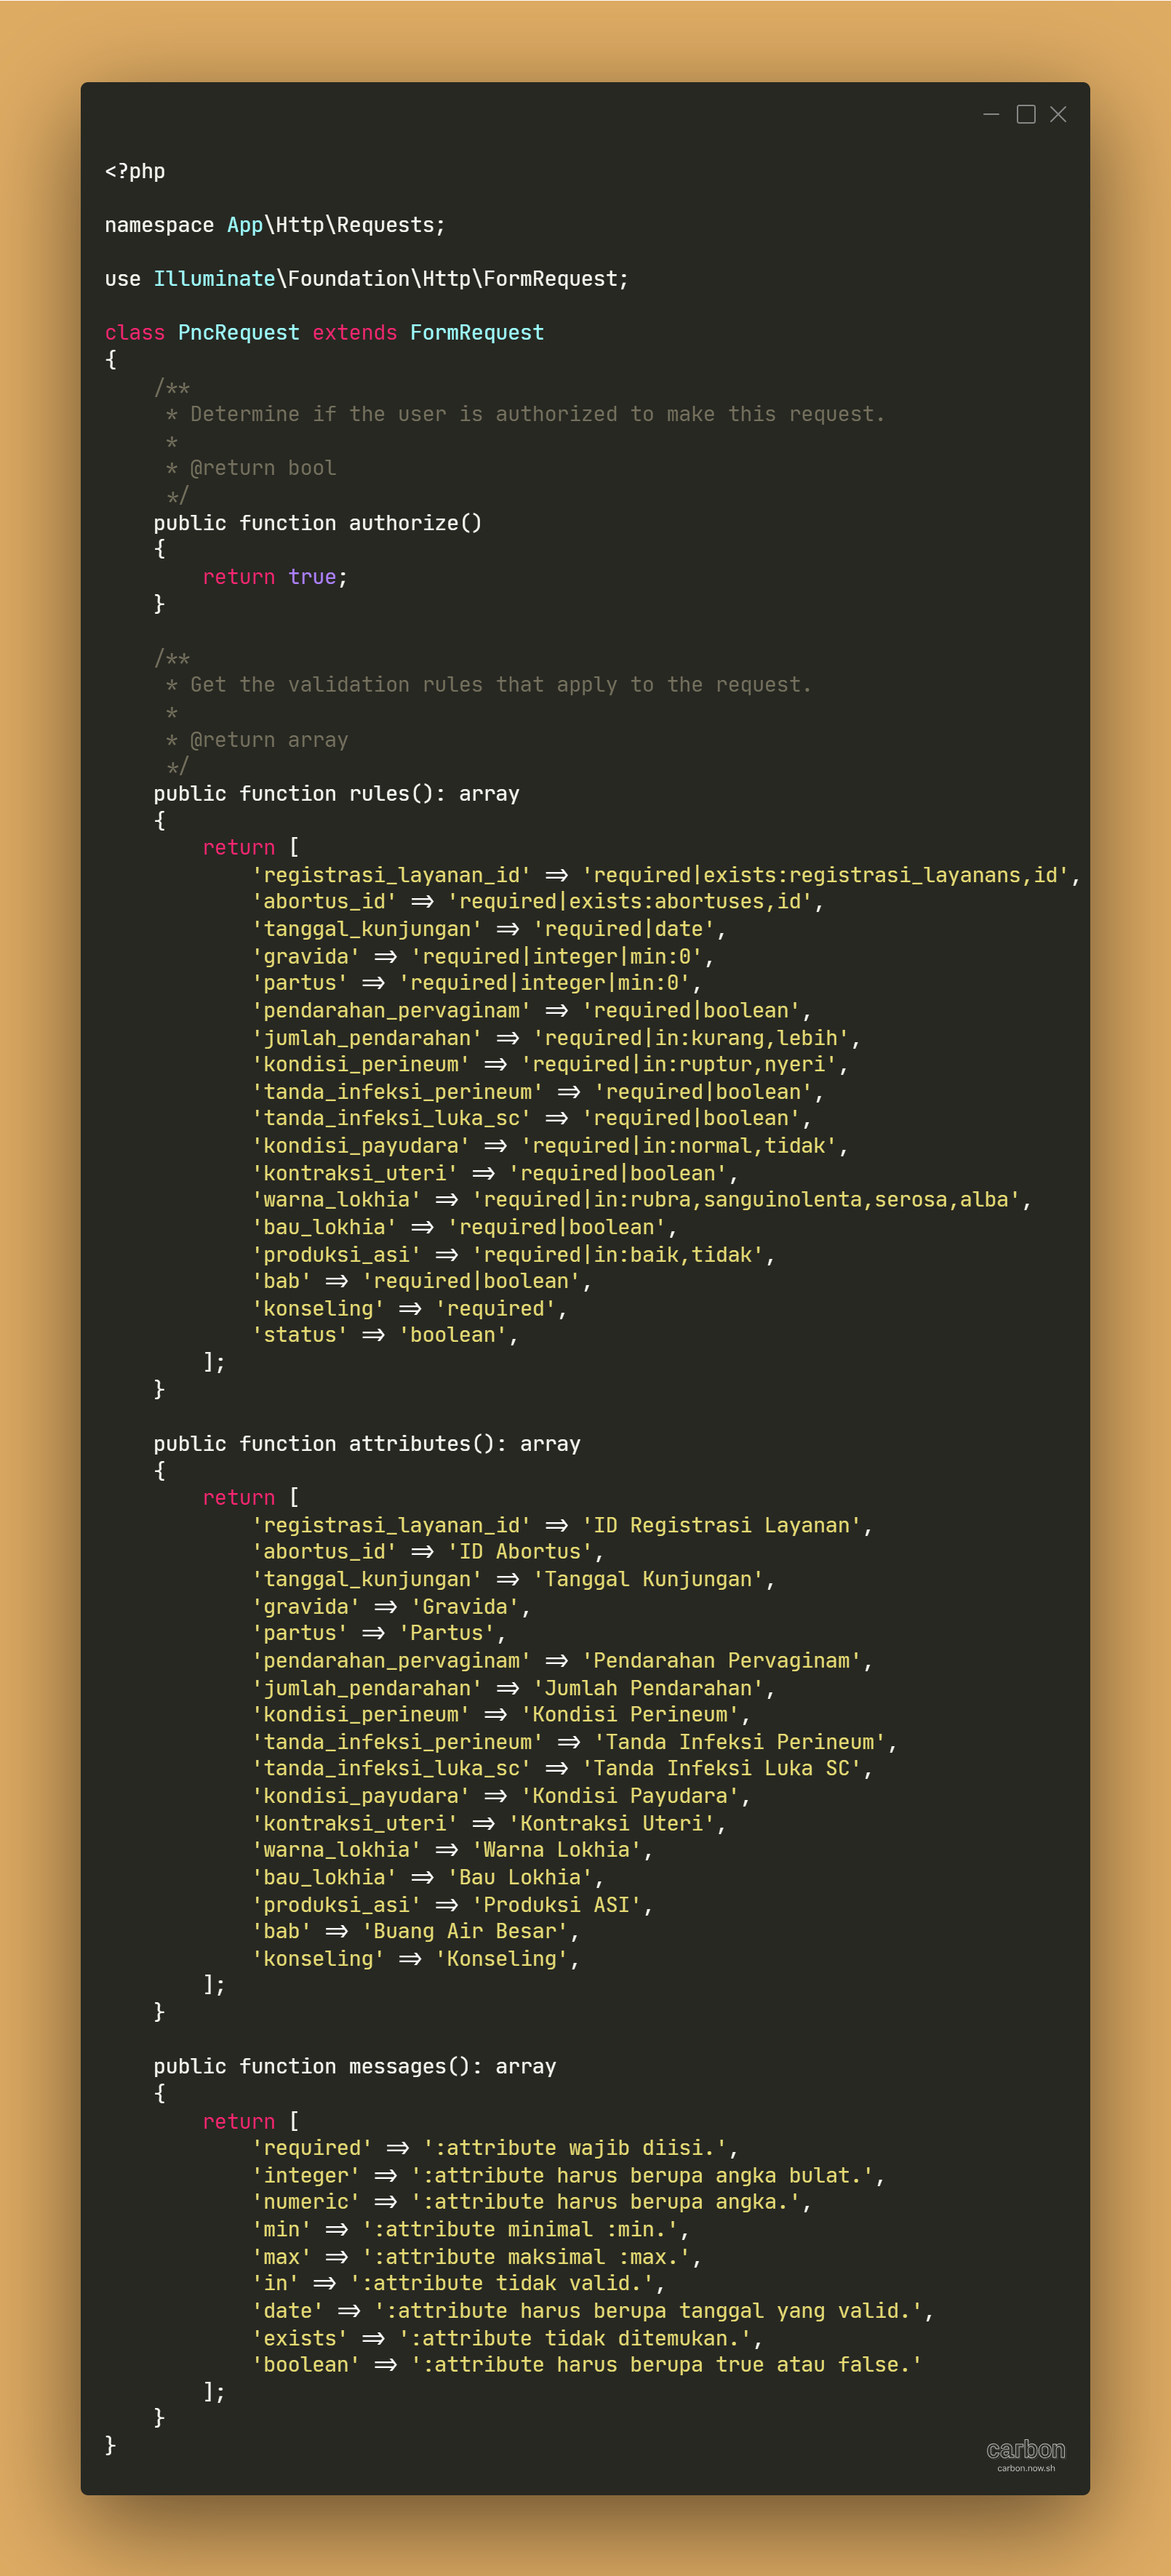 <?php

namespace App\Http\Requests;

use Illuminate\Foundation\Http\FormRequest;

class PncRequest extends FormRequest
{
    /**
     * Determine if the user is authorized to make this request.
     *
     * @return bool
     */
    public function authorize()
    {
        return true;
    }

    /**
     * Get the validation rules that apply to the request.
     *
     * @return array
     */
    public function rules(): array
    {
        return [
            'registrasi_layanan_id' => 'required|exists:registrasi_layanans,id',
            'abortus_id' => 'required|exists:abortuses,id',
            'tanggal_kunjungan' => 'required|date',
            'gravida' => 'required|integer|min:0',
            'partus' => 'required|integer|min:0',
            'pendarahan_pervaginam' => 'required|boolean',
            'jumlah_pendarahan' => 'required|in:kurang,lebih',
            'kondisi_perineum' => 'required|in:ruptur,nyeri',
            'tanda_infeksi_perineum' => 'required|boolean',
            'tanda_infeksi_luka_sc' => 'required|boolean',
            'kondisi_payudara' => 'required|in:normal,tidak',
            'kontraksi_uteri' => 'required|boolean',
            'warna_lokhia' => 'required|in:rubra,sanguinolenta,serosa,alba',
            'bau_lokhia' => 'required|boolean',
            'produksi_asi' => 'required|in:baik,tidak',
            'bab' => 'required|boolean',
            'konseling' => 'required',
            'status' => 'boolean',
        ];
    }

    public function attributes(): array
    {
        return [
            'registrasi_layanan_id' => 'ID Registrasi Layanan',
            'abortus_id' => 'ID Abortus',
            'tanggal_kunjungan' => 'Tanggal Kunjungan',
            'gravida' => 'Gravida',
            'partus' => 'Partus',
            'pendarahan_pervaginam' => 'Pendarahan Pervaginam',
            'jumlah_pendarahan' => 'Jumlah Pendarahan',
            'kondisi_perineum' => 'Kondisi Perineum',
            'tanda_infeksi_perineum' => 'Tanda Infeksi Perineum',
            'tanda_infeksi_luka_sc' => 'Tanda Infeksi Luka SC',
            'kondisi_payudara' => 'Kondisi Payudara',
            'kontraksi_uteri' => 'Kontraksi Uteri',
            'warna_lokhia' => 'Warna Lokhia',
            'bau_lokhia' => 'Bau Lokhia',
            'produksi_asi' => 'Produksi ASI',
            'bab' => 'Buang Air Besar',
            'konseling' => 'Konseling',
        ];
    }

    public function messages(): array
    {
        return [
            'required' => ':attribute wajib diisi.',
            'integer' => ':attribute harus berupa angka bulat.',
            'numeric' => ':attribute harus berupa angka.',
            'min' => ':attribute minimal :min.',
            'max' => ':attribute maksimal :max.',
            'in' => ':attribute tidak valid.',
            'date' => ':attribute harus berupa tanggal yang valid.',
            'exists' => ':attribute tidak ditemukan.',
            'boolean' => ':attribute harus berupa true atau false.'
        ];
    }
}
carbon
carbon.now.sh